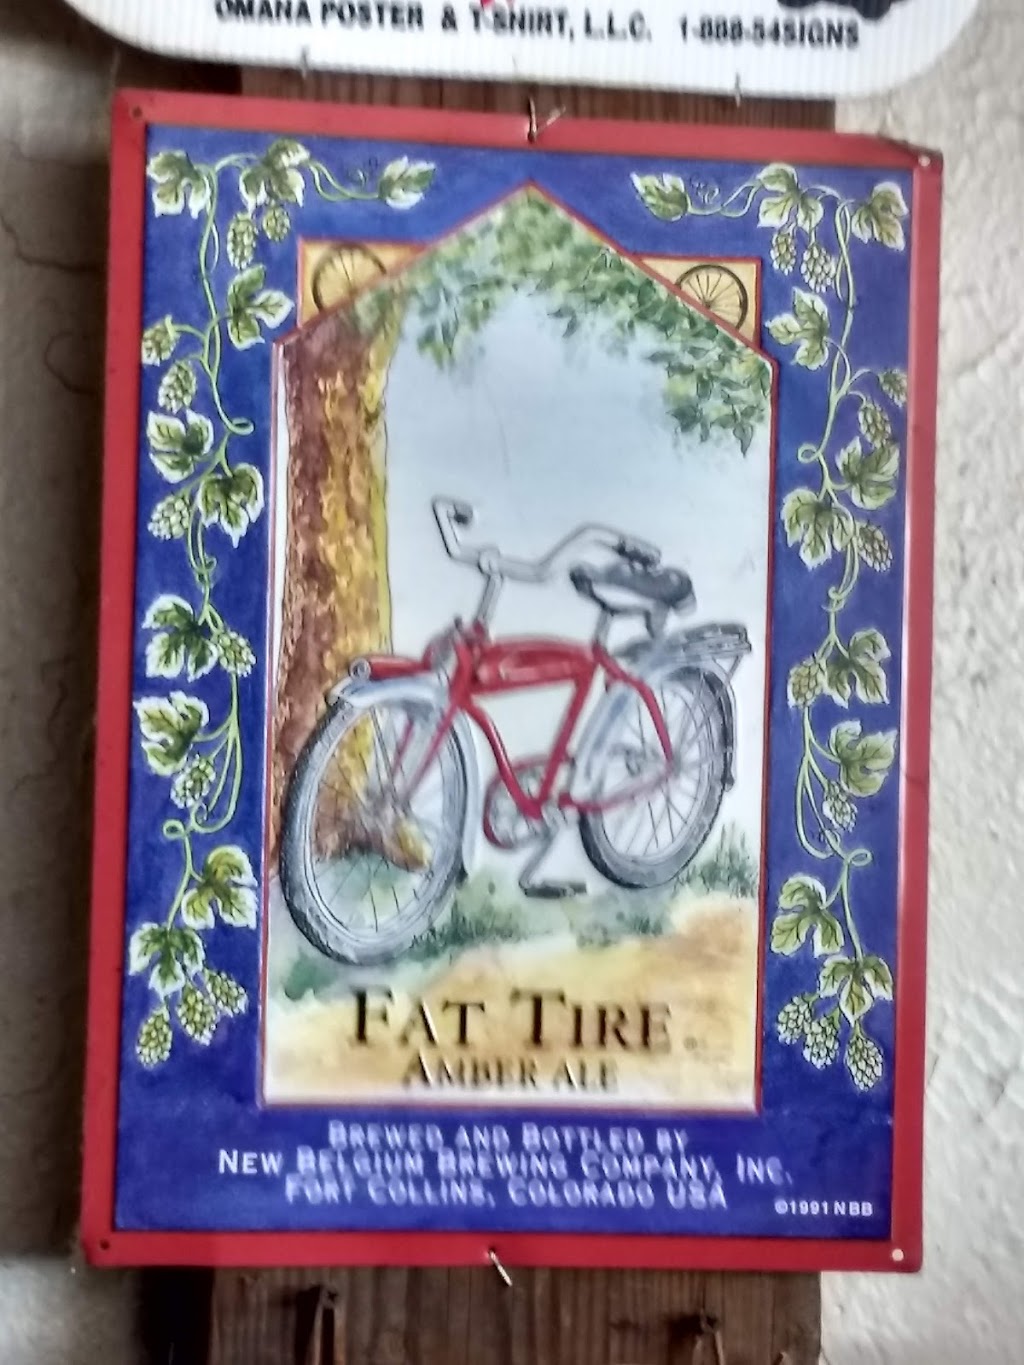 OMAHA POSTER & T-SHIRT, L.L.C. 1-888-54SIGNS
FAT TIRE
AMBER ALE
BREWED AND BOTTLED BY
NEW BELGIUM BREWING COMPANY, INC.
FORT COLLINS, COLORADO USA
©1991 NBB